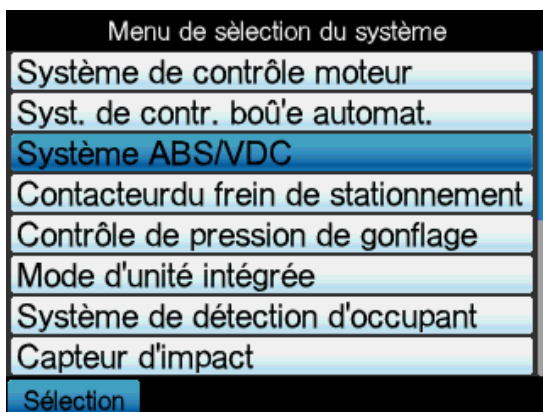 Menu de sèlection du système
Système de contrôle moteur
Syst. de contr. boû'e automat.
Système ABS/VDC
Contacteurdu frein de stationnement
Contrôle de pression de gonflage
Mode d'unité intégrée
Système de détection d'occupant
Capteur d'impact
Sélection